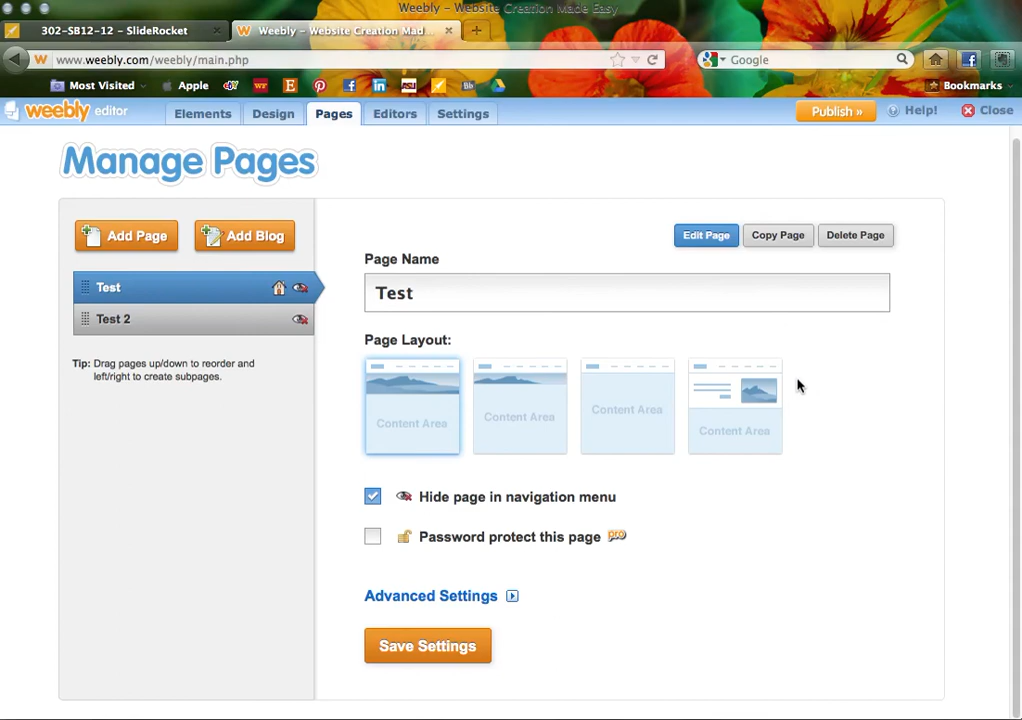 Weebly - Website Creation Made Easy
302-SB12-12 - SlideRocket
Weebly - Website Creation Mad...
www.weebly.com/weebly/main.php
Google
Most Visited
Apple
Bookmarks
weebly editor
Elements
Design
Pages
Editors
Settings
Publish »
Help!
Close
Manage Pages
Add Page
Add Blog
Edit Page
Copy Page
Delete Page
Page Name
Test
Test
Test 2
Tip: Drag pages up/down to reorder and
left/right to create subpages.
Page Layout:
Content Area
Content Area
Content Area
Content Area
Hide page in navigation menu
Password protect this page pro
Advanced Settings
Save Settings